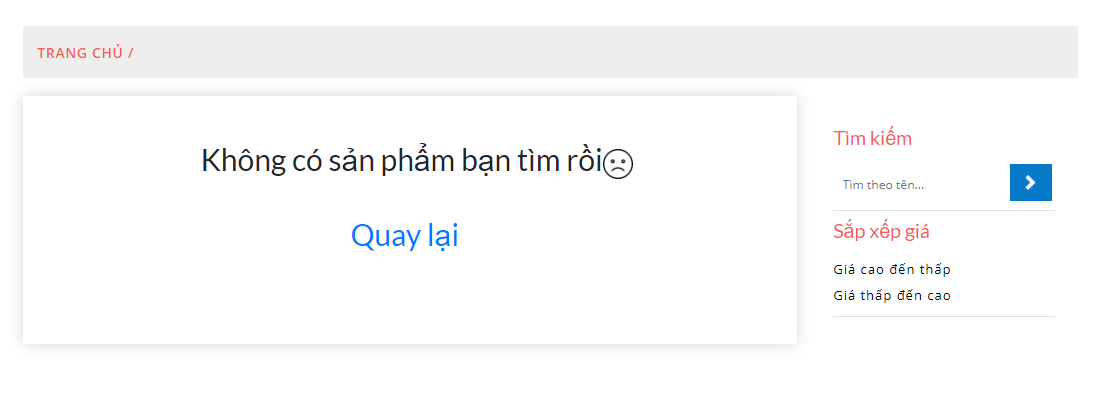 TRANG CHỦ /
Không có sản phẩm bạn tìm rồi
Quay lại
Tìm kiếm
Tìm theo tên...
Sắp xếp giá
Giá cao đến thấp
Giá thấp đến cao